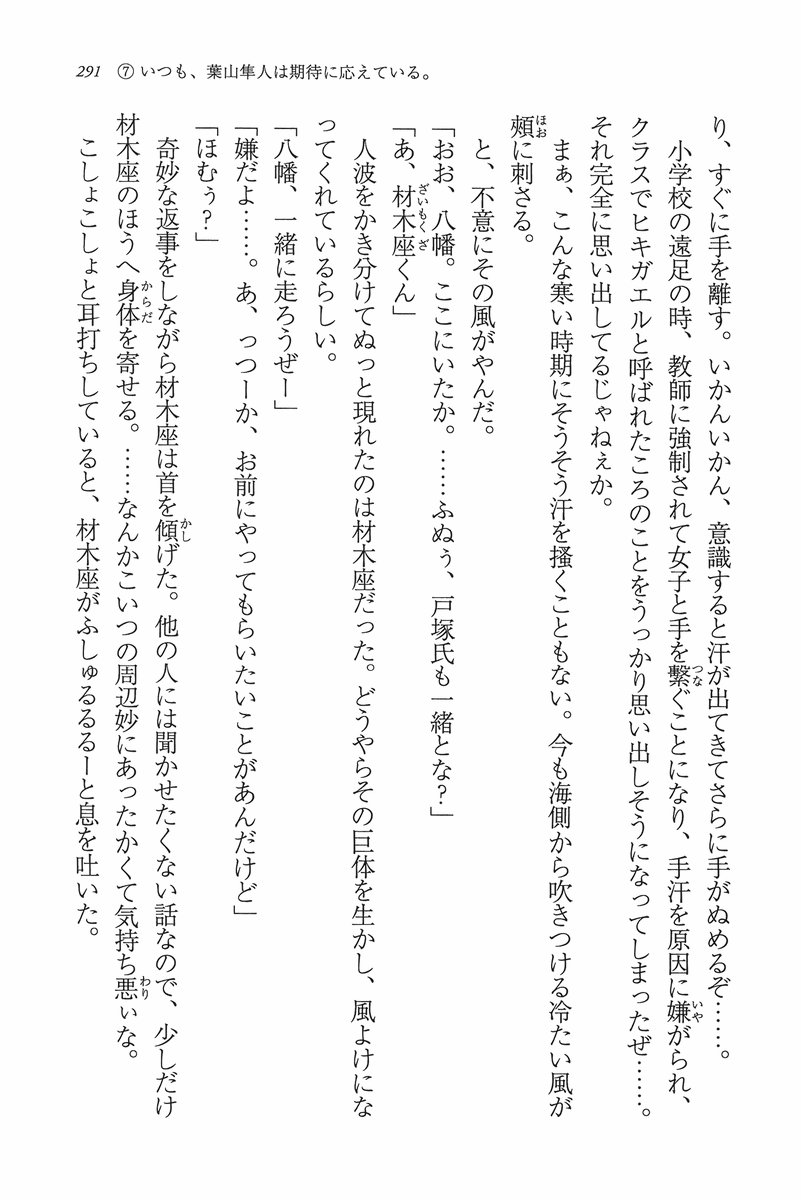 291　⑦いつも、葉山隼人は期待に応えている。
り、すぐに手を離す。いかんいかん、意識すると汗が出てきてさらに手がぬめるぞ……。
小学校の遠足の時、教師に強制されて女子と手を繋ぐことになり、手汗を原因に嫌がられ、
クラスでヒキガエルと呼ばれたころのことをうっかり思い出しそうになってしまったぜ……。
それ完全に思い出してるじゃねぇか。
まぁ、こんな寒い時期にそうそう汗を掻くこともない。今も海側から吹きつける冷たい風が
頰に刺さる。
と、不意にその風がやんだ。
「おお、八幡。ここにいたか。……ふぬぅ、戸塚氏も一緒とな?」
「あ、材木座くん」
人波をかき分けてぬっと現れたのは材木座だった。どうやらその巨体を生かし、風よけにな
ってくれているらしい。
「八幡、一緒に走ろうぜー」
「嫌だよ……。あ、っつーか、お前にやってもらいたいことがあんだけど」
「ほむぅ?」
奇妙な返事をしながら材木座は首を傾げた。他の人には聞かせたくない話なので、少しだけ
材木座のほうへ身体を寄せる。……なんかこいつの周辺妙にあったかくて気持ち悪ぃな。
こしょこしょと耳打ちしていると、材木座がふしゅるるるーと息を吐いた。